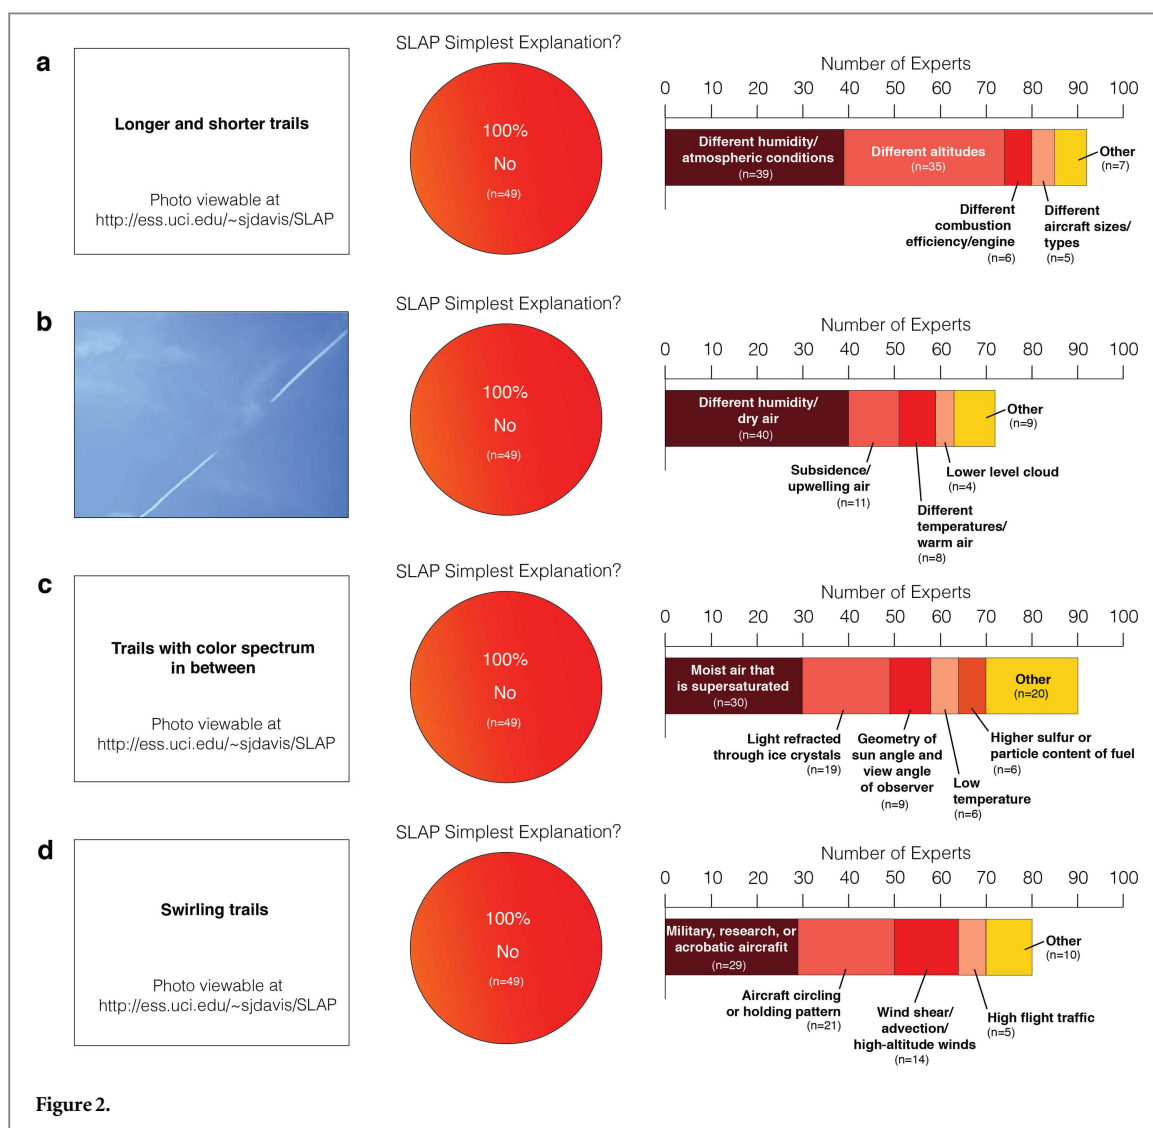 a
Longer and shorter trails
Photo viewable at
http://ess.uci.edu/~sjdavis/SLAP
SLAP Simplest Explanation?
100%
No
(n=49)
Number of Experts
0 10 20 30 40 50 60 70 80 90 100
Different humidity/
atmospheric conditions
(n=39)
Different altitudes
(n=35)
Other
(n=7)
Different
combustion
efficiency/engine
(n=6)
Different
aircraft sizes/
types
(n=5)
b
SLAP Simplest Explanation?
100%
No
(n=49)
Number of Experts
0 10 20 30 40 50 60 70 80 90 100
Different humidity/
dry air
(n=40)
Other
(n=9)
Subsidence/
upwelling air
(n=11)
Lower level cloud
(n=4)
Different
temperatures/
warm air
(n=8)
c
Trails with color spectrum
in between
Photo viewable at
http://ess.uci.edu/~sjdavis/SLAP
SLAP Simplest Explanation?
100%
No
(n=49)
Number of Experts
0 10 20 30 40 50 60 70 80 90 100
Moist air that
is supersaturated
(n=30)
Other
(n=20)
Light refracted
through ice crystals
(n=19)
Geometry of
sun angle and
view angle
of observer
(n=9)
Higher sulfur or
particle content of fuel
(n=6)
Low
temperature
(n=6)
d
Swirling trails
Photo viewable at
http://ess.uci.edu/~sjdavis/SLAP
SLAP Simplest Explanation?
100%
No
(n=49)
Number of Experts
0 10 20 30 40 50 60 70 80 90 100
Military, research, or
acrobatic aircrafit
(n=29)
Other
(n=10)
Aircraft circling
or holding pattern
(n=21)
Wind shear/
advection/
high-altitude winds
(n=14)
High flight traffic
(n=5)
Figure 2.